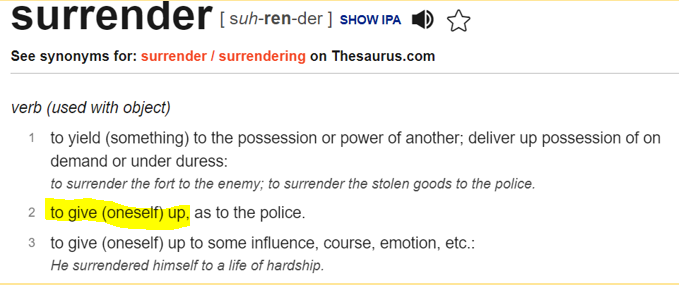 surrender [ suh-ren-der ] SHOW IPA
See synonyms for: surrender / surrendering on Thesaurus.com
verb (used with object)
1 to yield (something) to the possession or power of another; deliver up possession of on
demand or under duress:
to surrender the fort to the enemy; to surrender the stolen goods to the police.
2 to give (oneself) up, as to the police.
3 to give (oneself) up to some influence, course, emotion, etc.:
He surrendered himself to a life of hardship.